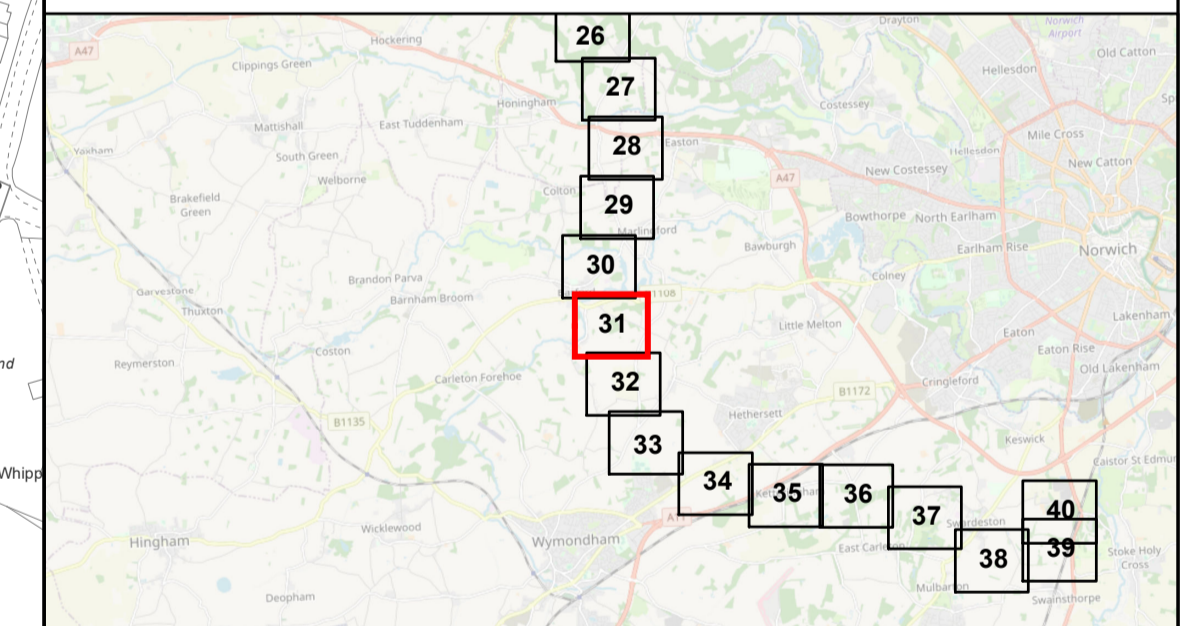 Drayton
Norwich
Airport
26
Hockering
A47
Old Catton
Clippings Green
Hellesdon
27
Honingham
Costessey
Mattishall
East Tuddenham
Mile Cross
28
Easton
Yaxham
South Green
Hellesdon
New Catton
New Costessey
Welborne
A47
Colton
Brakefield
Green
29
Bowthorpe
North Earlham
Bawburgh
Earlham Rise
Norwich
30
Colney
Brandon Parva
Garvestone
Barnham Broom
Thuxton
31
Little Melton
Lakenham
Eaton
nd
Reymerston
Coston
Eaton Rise
Old Lakenham
Carleton Forehoe
32
Cringleford
B1172
Hethersett
B1135
33
Keswick
Whipp
Caistor St Edmu
34
35
36
A11
40
37
Swardeston
Wicklewood
Hingham
Wymondham
East Carle
39
Stoke Holy
Cross
38
Mulbarton
Deopham
Swainsthorpe